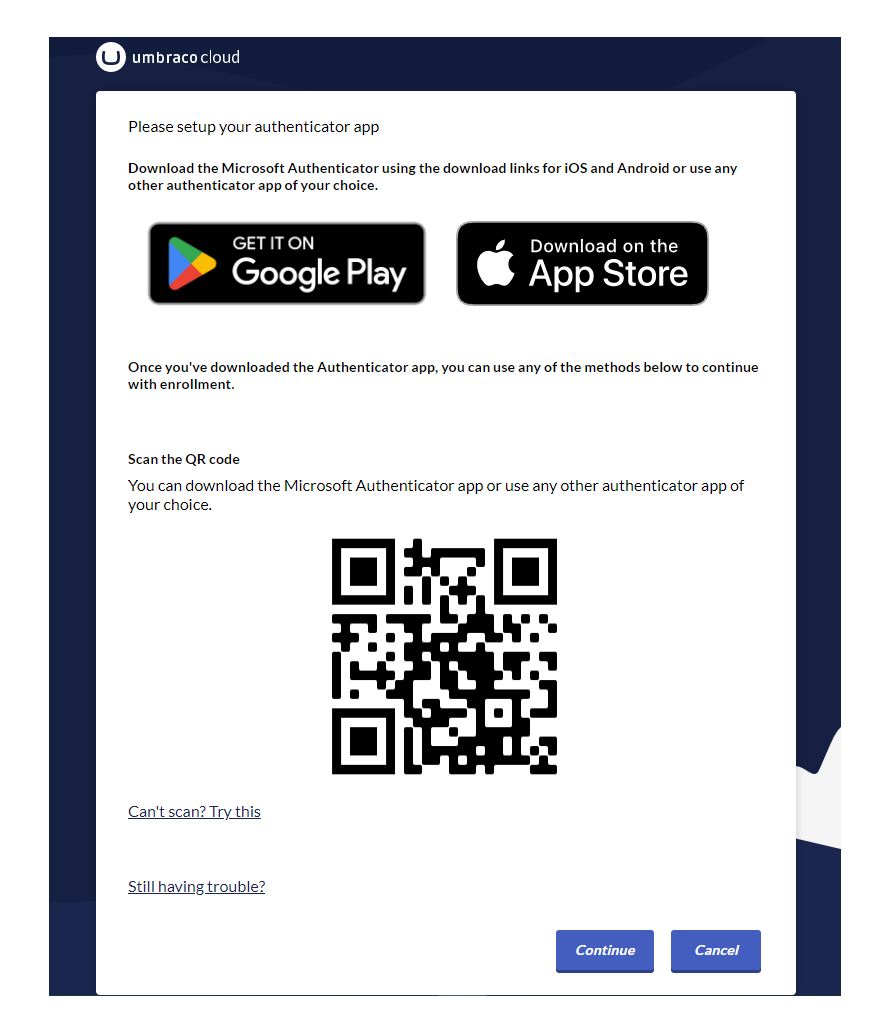 umbraco cloud
Please setup your authenticator app
Download the Microsoft Authenticator using the download links for iOS and Android or use any
other authenticator app of your choice.
GET IT ON
Google Play
Download on the
App Store
Once you've downloaded the Authenticator app, you can use any of the methods below to continue
with enrollment.
Scan the QR code
You can download the Microsoft Authenticator app or use any other authenticator app of
your choice.
Can't scan? Try this
Still having trouble?
Continue
Cancel